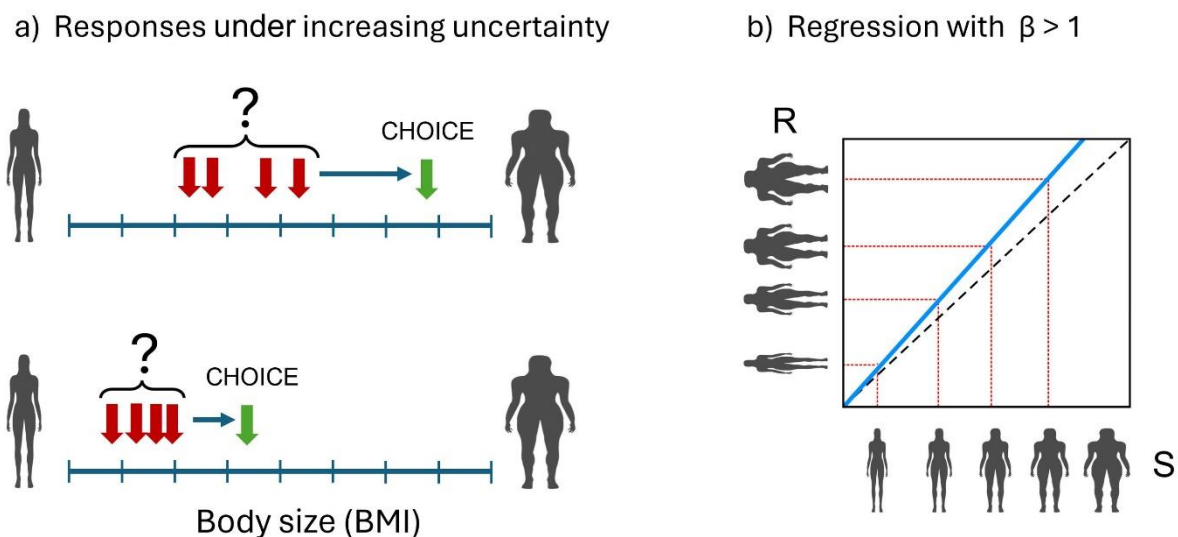 a) Responses under increasing uncertainty
?
CHOICE
?
CHOICE
Body size (BMI)
b) Regression with β > 1
R
S